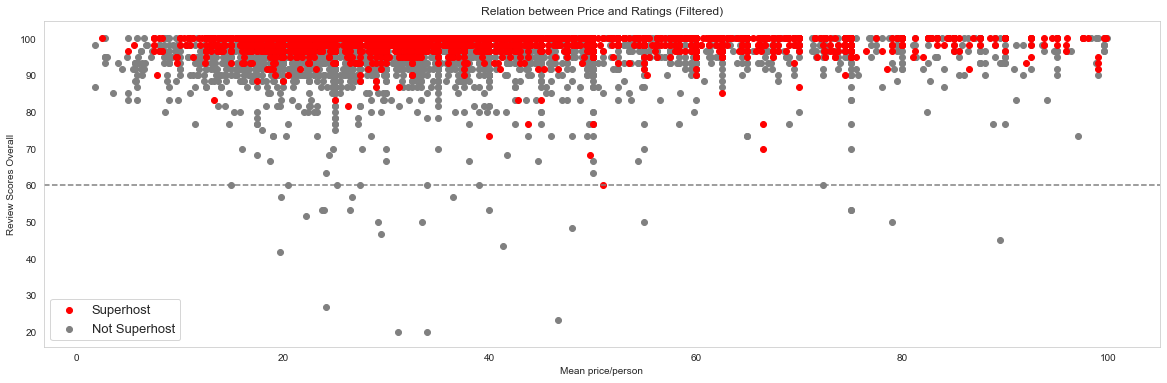 Relation between Price and Ratings (Filtered)
Review Scores Overall
100
90
80
70
60
50
40
30
20
Superhost
Not Superhost
0 20 40 60 80 100
Mean price/person